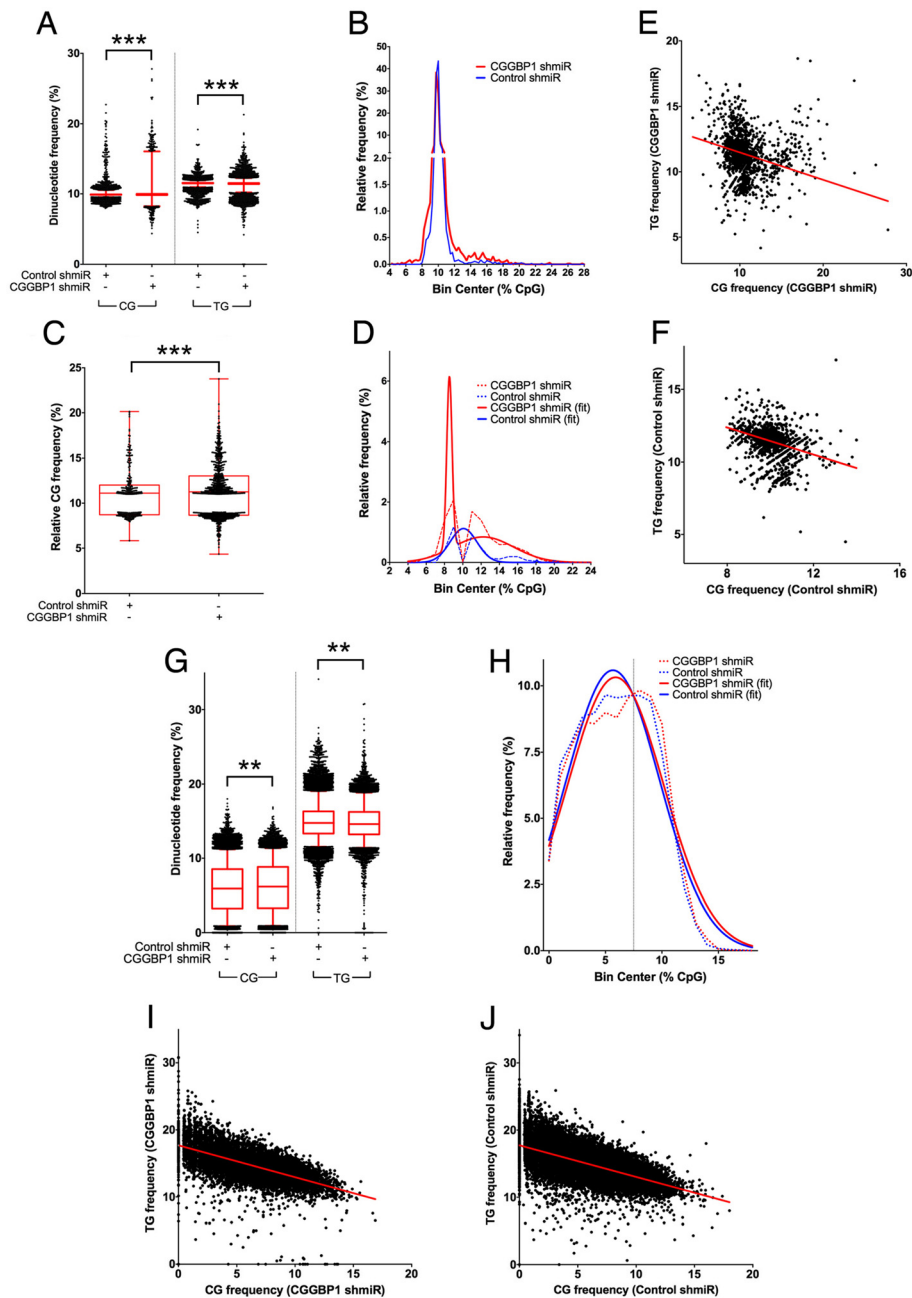 A
***
***
Dinucleotide frequency (%)
30
20
10
0
Control shmiR + - + -
CGGBP1 shmiR - + - +
CG TG
B
CGGBP1 shmiR
Control shmiR
Relative frequency (%)
50
40
30
20
10
2.0
1.5
1.0
0.5
0.0
4 6 8 10 12 14 16 18 20 22 24 26 28
Bin Center (% CpG)
E
TG frequency (CGGBP1 shmiR)
20
15
10
5
10 20 30
CG frequency (CGGBP1 shmiR)
C
***
Relative CG frequency (%)
25
20
15
10
5
0
Control shmiR + -
CGGBP1 shmiR - +
D
CGGBP1 shmiR
Control shmiR
CGGBP1 shmiR (fit)
Control shmiR (fit)
Relative frequency (%)
6
4
2
0
2 4 6 8 10 12 14 16 18 20 22 24
Bin Center (% CpG)
F
TG frequency (Control shmiR)
15
10
5
8 12 16
CG frequency (Control shmiR)
G
**
**
Dinucleotide frequency (%)
40
30
20
10
0
Control shmiR + - + -
CGGBP1 shmiR - + - +
CG TG
H
CGGBP1 shmiR
Control shmiR
CGGBP1 shmiR (fit)
Control shmiR (fit)
Relative frequency (%)
10.0
7.5
5.0
2.5
0.0
0 5 10 15
Bin Center (% CpG)
I
TG frequency (CGGBP1 shmiR)
30
20
10
0
0 5 10 15 20
CG frequency (CGGBP1 shmiR)
J
TG frequency (Control shmiR)
30
20
10
0
0 5 10 15 20
CG frequency (Control shmiR)